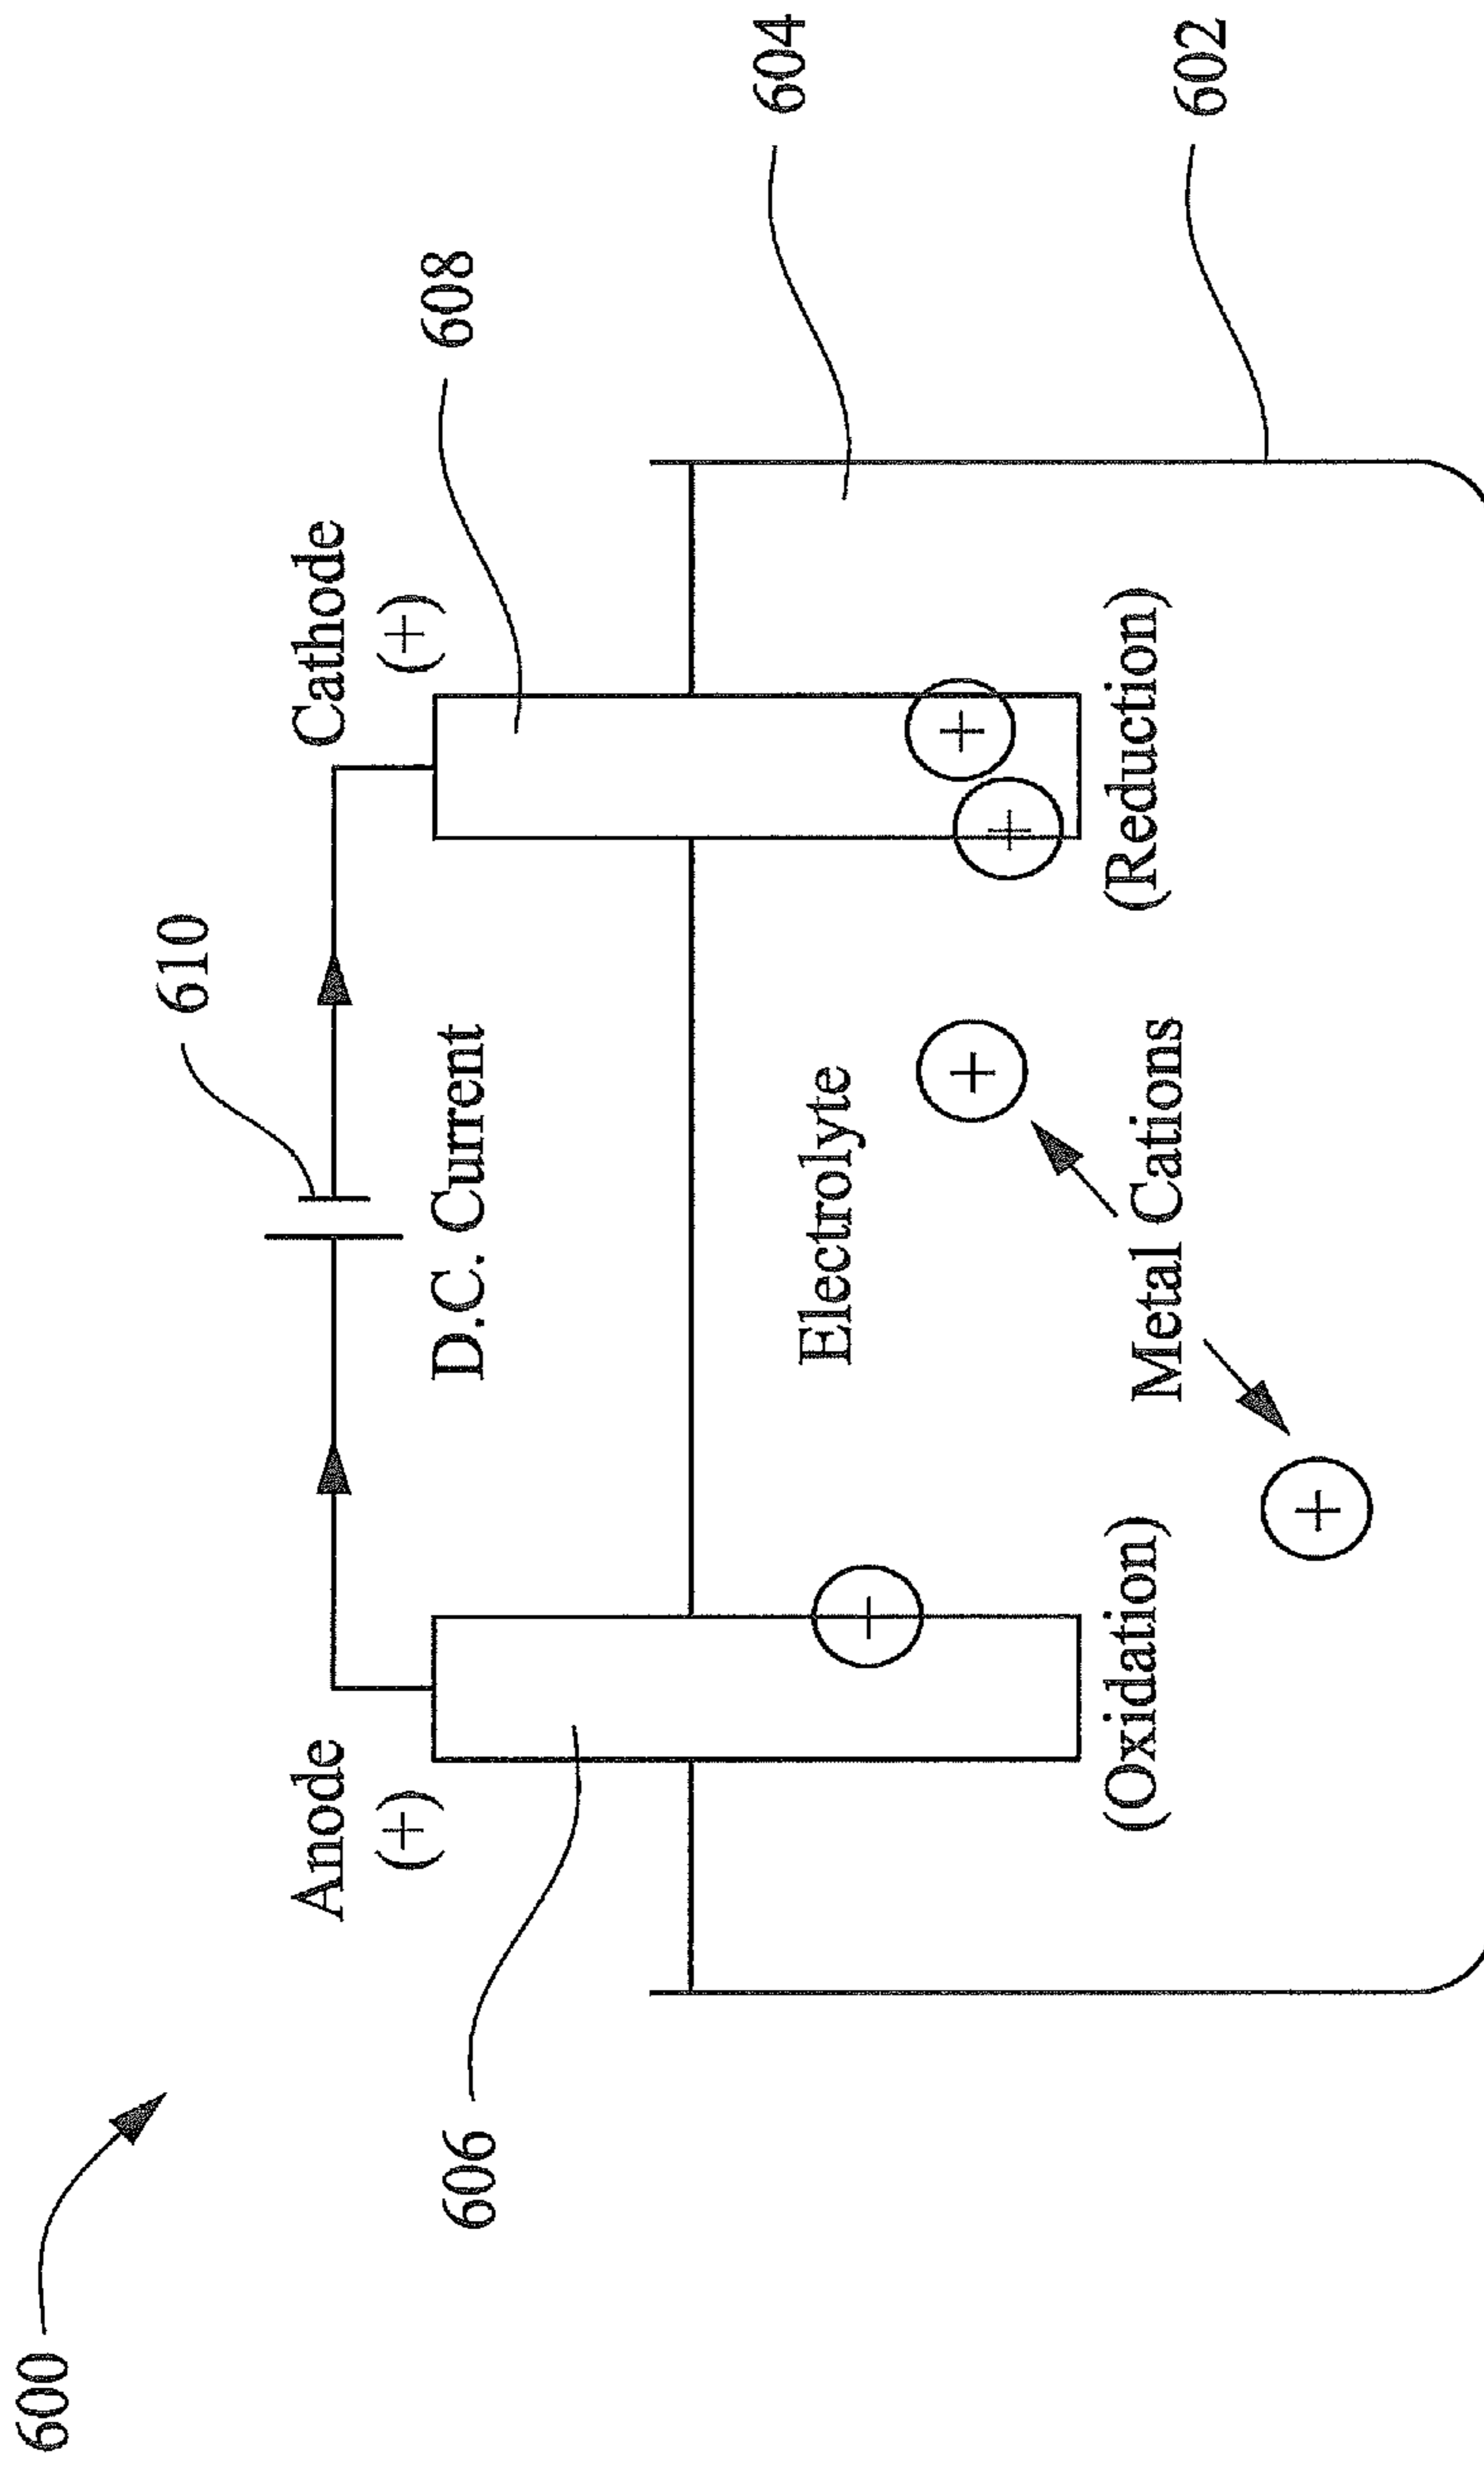 600
610
Anode
(+)
Cathode
(+)
606
D.C. Current
608
Electrolyte
604
+
+
+
+
(Oxidation)
(Reduction)
Metal Cations
+
602